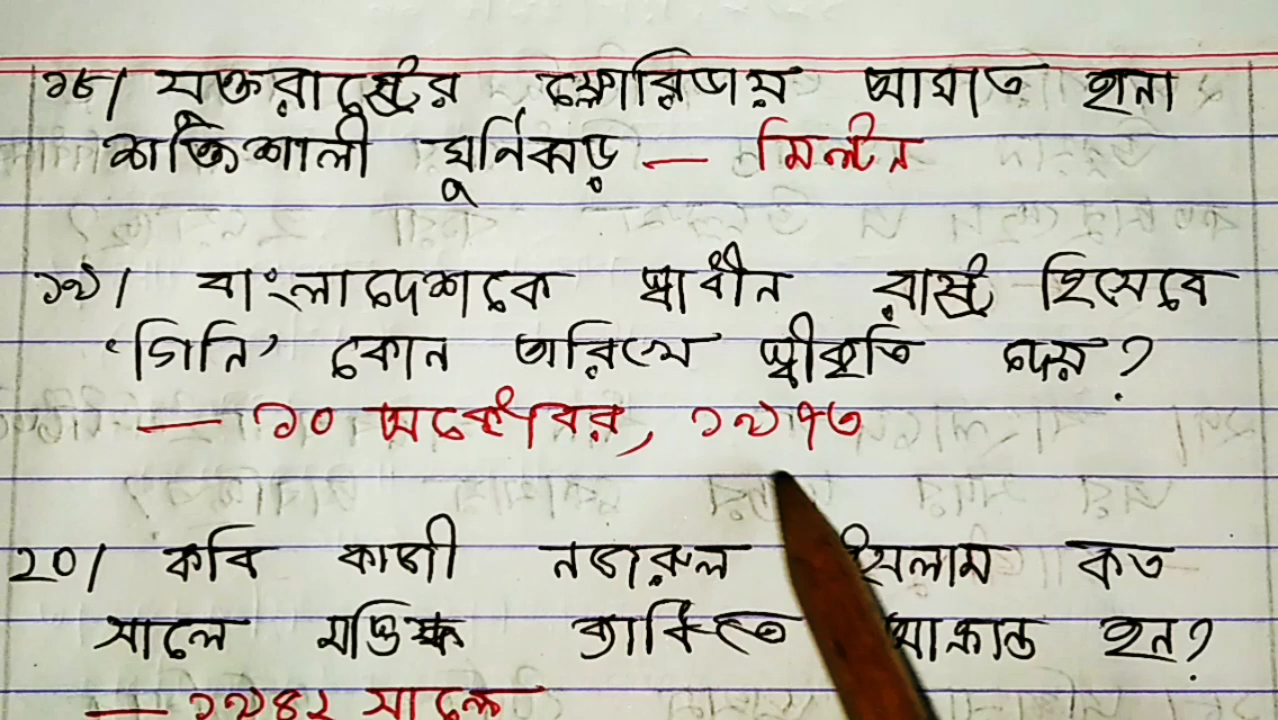 ১৮/ যুক্তরাষ্ট্রের ফ্লোরিডায় আঘাত হানা
শক্তিশালী ঘূর্নিঝড় — মিল্টন
১৯/ বাংলাদেশকে স্বাধীন রাষ্ট্র হিসেবে
'গিনি' কোন তারিখে স্বীকৃতি দেয়?
— ১০ অক্টোবর, ১৯৭৩
২০/ কবি কাজী নজরুল ইসলাম কত
সালে মস্তিষ্ক ব্যাধিতে আক্রান্ত হন?
— ১৯৪২ সালে